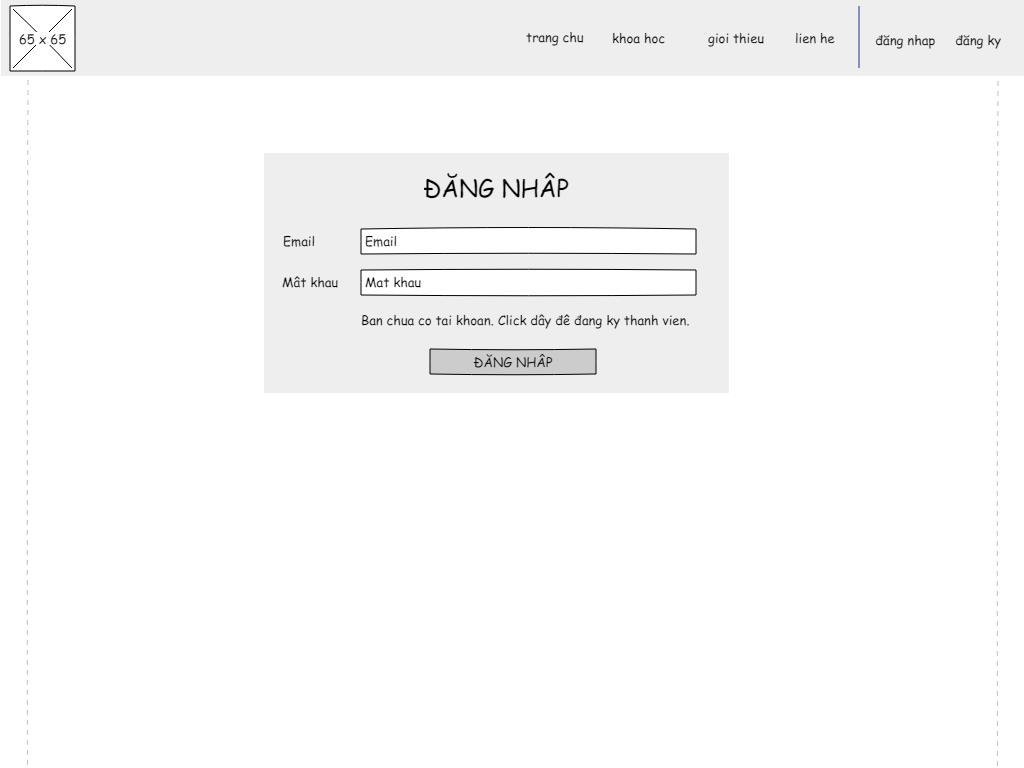 65 x 65
trang chu khoa hoc gioi thieu lien he đăng nhap đăng ky
ĐĂNG NHÂP
Email Email
Mât khau Mat khau
Ban chua co tai khoan. Click dây đê đang ky thanh vien.
ĐĂNG NHÂP